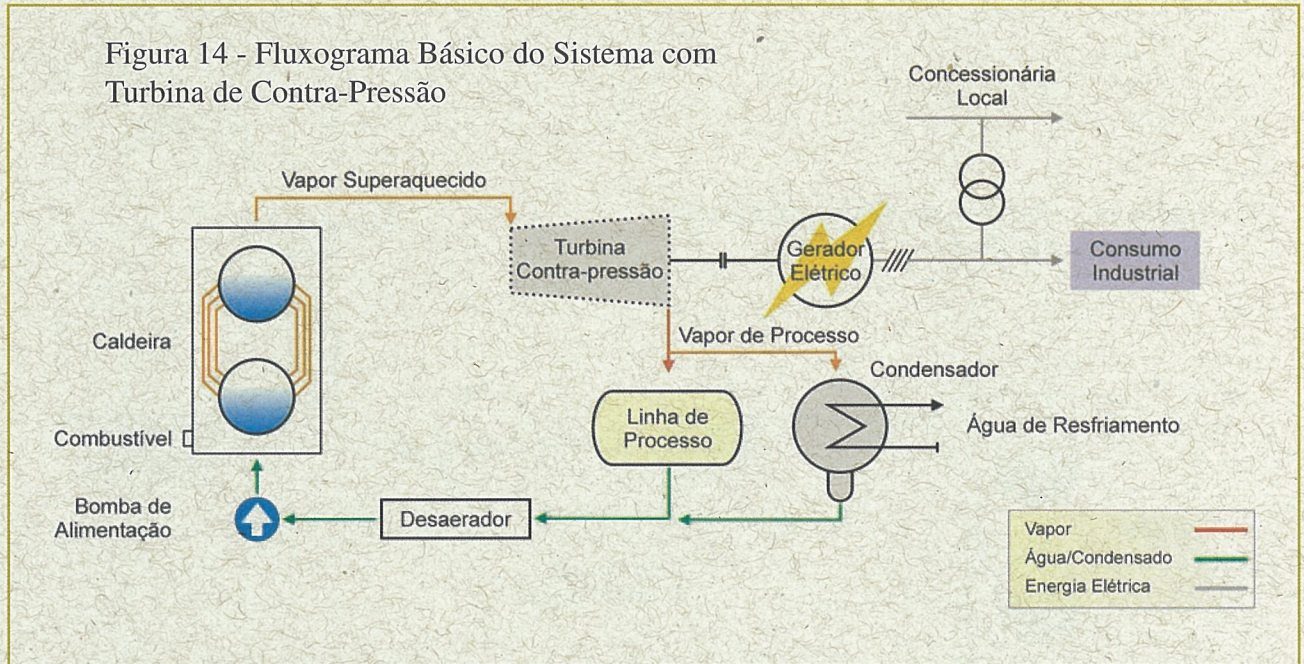 Figura 14 - Fluxograma Básico do Sistema com
Turbina de Contra-Pressão
Concessionária
Local
Vapor Superaquecido
Turbina
Contra-pressão
Gerador
Elétrico
Consumo
Industrial
Vapor de Processo
Caldeira
Condensador
Linha de
Processo
Água de Resfriamento
Combustível
Bomba de
Alimentação
Desaerador
Vapor
Água/Condensado
Energia Elétrica